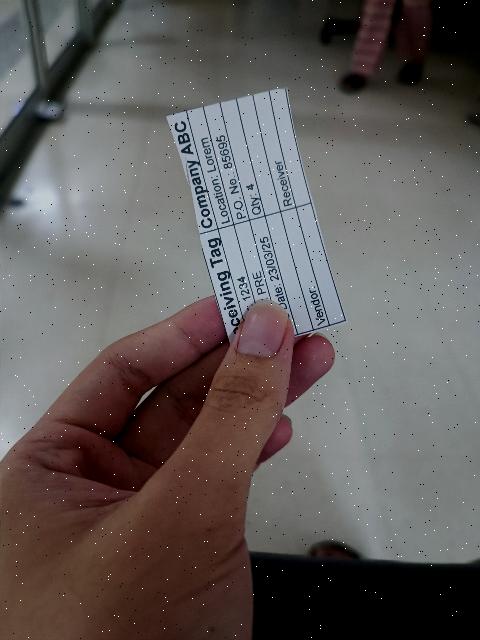 ceiving Tag Company ABC
1234 Location: Lorem
PRE P.O. No.: 85695
Date: 23/03/25 Qty: 4
Vendor: Receiver